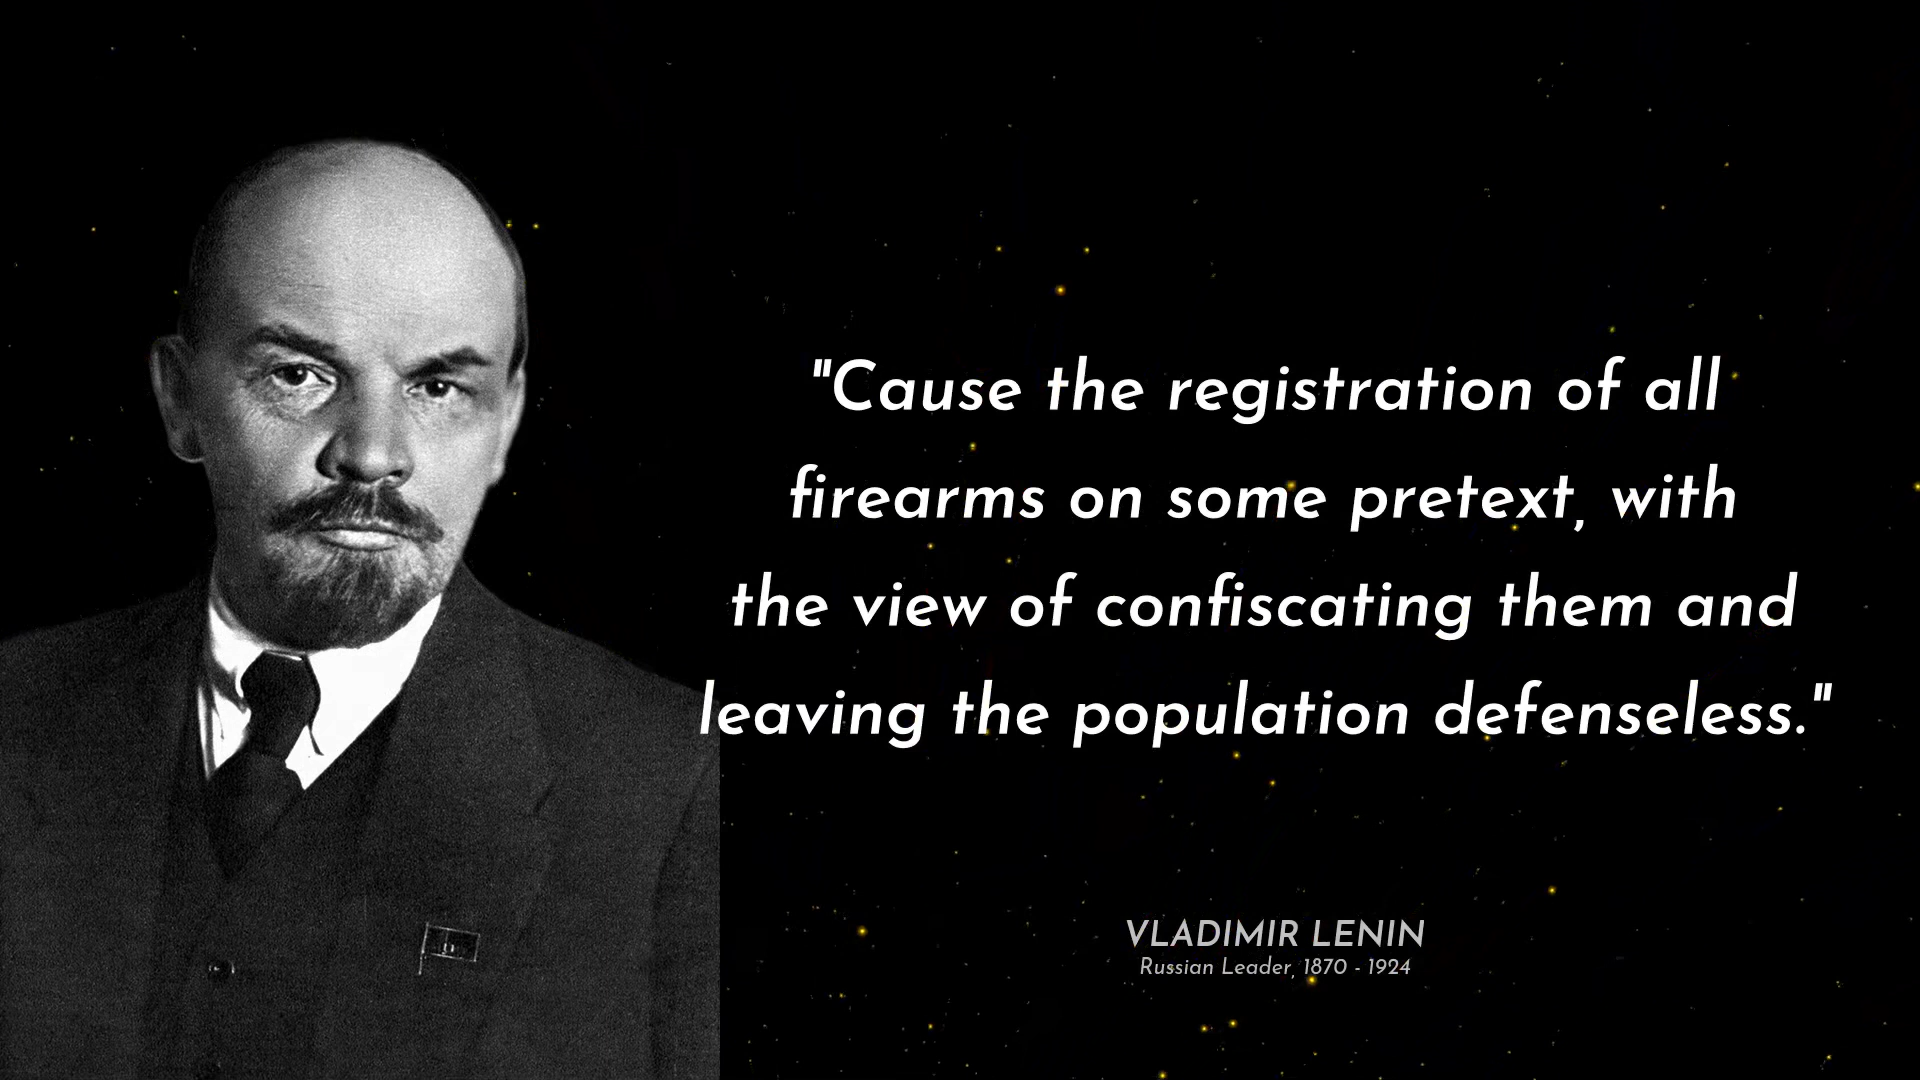 "Cause the registration of all
firearms on some pretext, with
the view of confiscating them and
leaving the population defenseless."
VLADIMIR LENIN
Russian Leader, 1870 - 1924